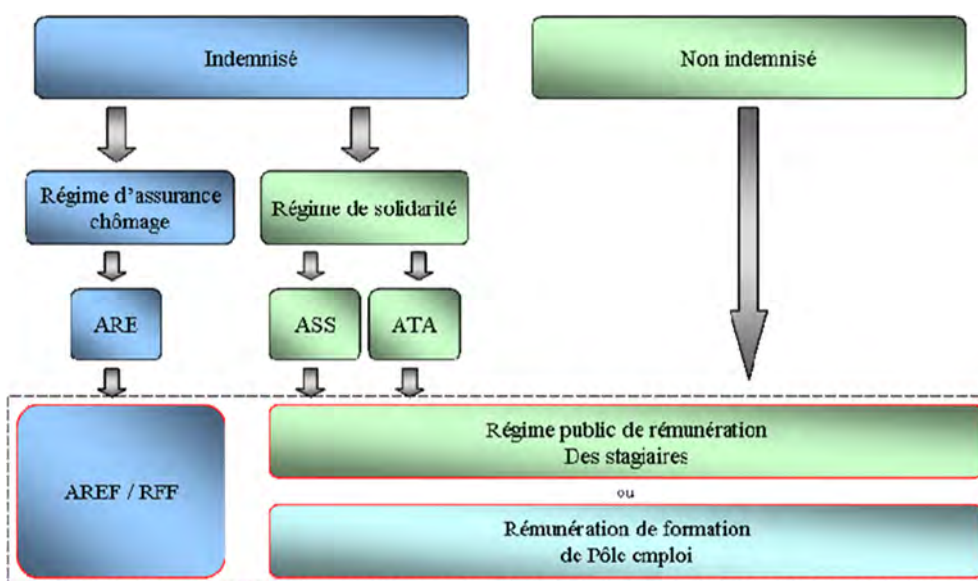 Indemnisé
Non indemnisé
Régime d'assurance
chômage
Régime de solidarité
ARE
ASS
ATA
AREF / RFF
Régime public de rémunération
Des stagiaires
ou
Rémunération de formation
de Pôle emploi